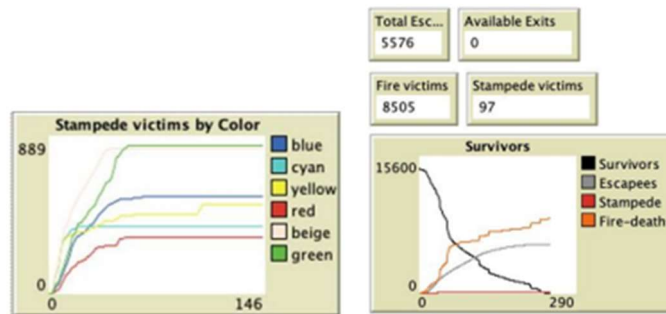 Total Esc...
5576
Available Exits
0
Fire victims
8505
Stampede victims
97
Stampede victims by Color
889
0
0
146
blue
cyan
yellow
red
beige
green
Survivors
15600
0
0
290
Survivors
Escapees
Stampede
Fire-death